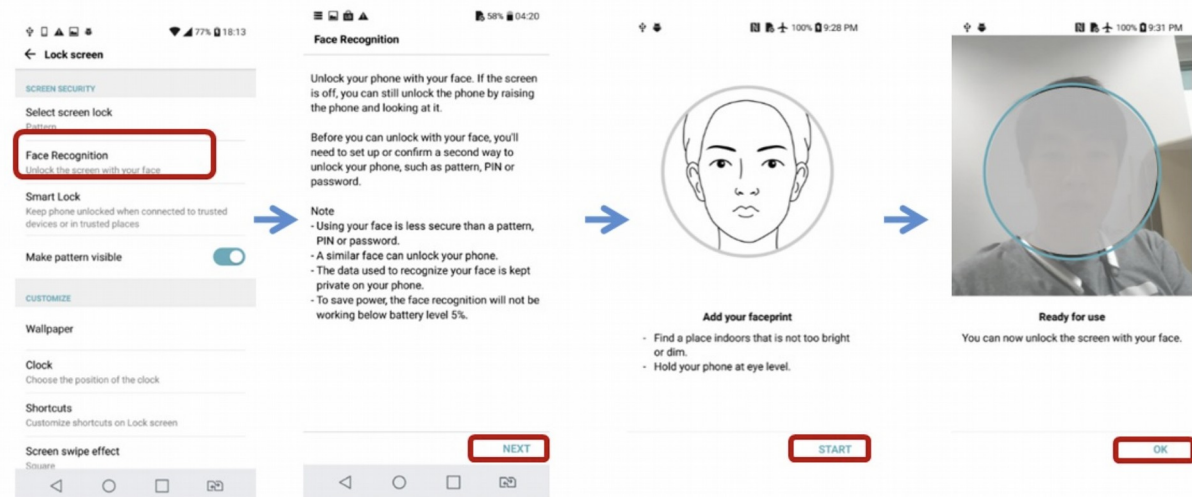 77% 18:13
Lock screen
SCREEN SECURITY
Select screen lock
Pattern
Face Recognition
Unlock the screen with your face
Smart Lock
Keep phone unlocked when connected to trusted
devices or in trusted places
Make pattern visible
CUSTOMIZE
Wallpaper
Clock
Choose the position of the clock
Shortcuts
Customize shortcuts on Lock screen
Screen swipe effect
Square
58% 04:20
Face Recognition
Unlock your phone with your face. If the screen
is off, you can still unlock the phone by raising
the phone and looking at it.
Before you can unlock with your face, you'll
need to set up or confirm a second way to
unlock your phone, such as pattern, PIN or
password.
Note
- Using your face is less secure than a pattern,
PIN or password.
- A similar face can unlock your phone.
- The data used to recognize your face is kept
private on your phone.
- To save power, the face recognition will not be
working below battery level 5%.
NEXT
100% 9:28 PM
Add your faceprint
- Find a place indoors that is not too bright
or dim.
- Hold your phone at eye level.
START
100% 9:31 PM
Ready for use
You can now unlock the screen with your face.
OK